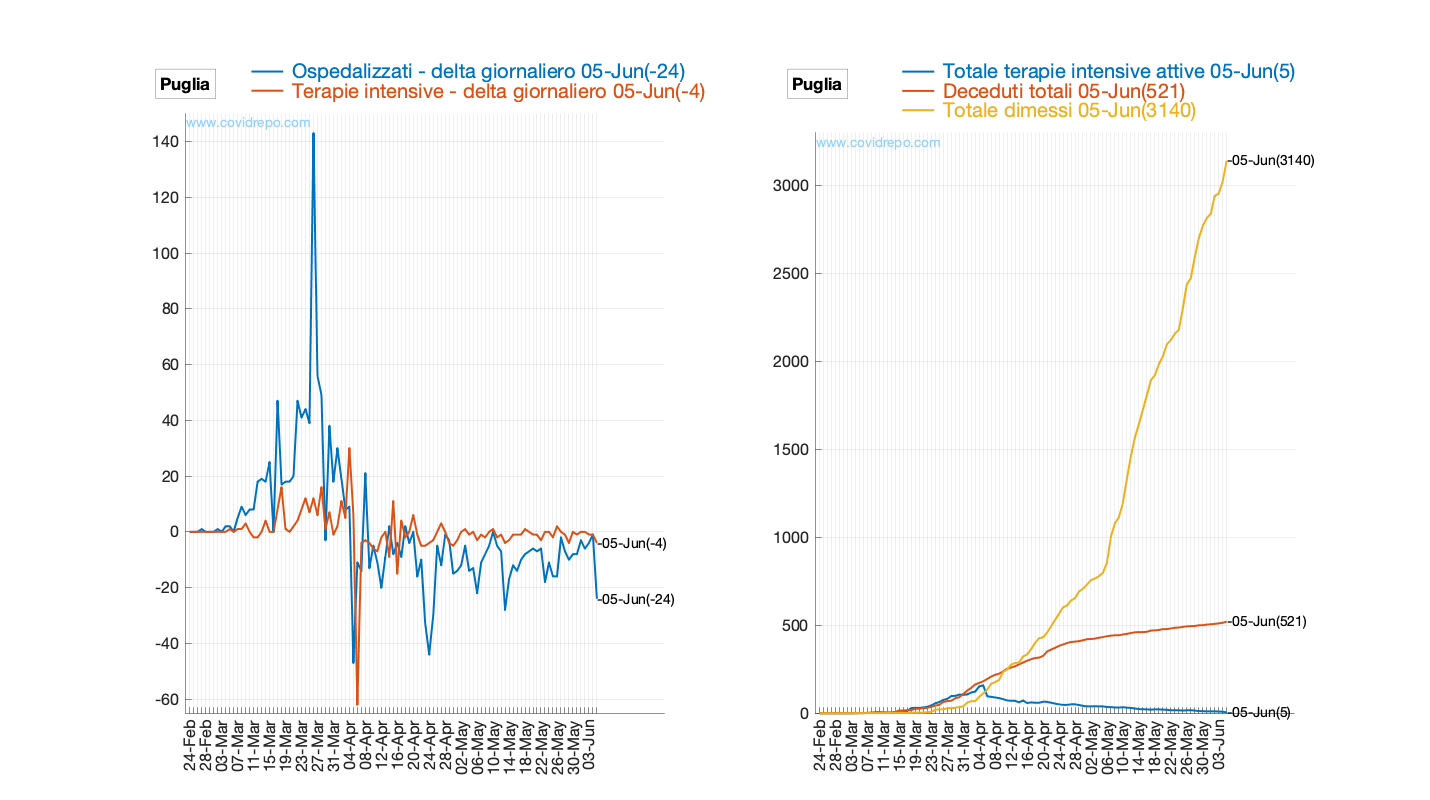 Puglia
Ospedalizzati - delta giornaliero 05-Jun(-24)
Terapie intensive - delta giornaliero 05-Jun(-4)
www.covidrepo.com
140
120
100
80
60
40
20
0
-20
-40
-60
-05-Jun(-4)
-05-Jun(-24)
24-Feb
28-Feb
03-Mar
07-Mar
11-Mar
15-Mar
19-Mar
23-Mar
27-Mar
31-Mar
04-Apr
08-Apr
12-Apr
16-Apr
20-Apr
24-Apr
28-Apr
02-May
06-May
10-May
14-May
18-May
22-May
26-May
30-May
03-Jun
Puglia
Totale terapie intensive attive 05-Jun(5)
Deceduti totali 05-Jun(521)
Totale dimessi 05-Jun(3140)
www.covidrepo.com
3000
2500
2000
1500
1000
500
0
-05-Jun(3140)
-05-Jun(521)
-05-Jun(5)
24-Feb
28-Feb
03-Mar
07-Mar
11-Mar
15-Mar
19-Mar
23-Mar
27-Mar
31-Mar
04-Apr
08-Apr
12-Apr
16-Apr
20-Apr
24-Apr
28-Apr
02-May
06-May
10-May
14-May
18-May
22-May
26-May
30-May
03-Jun